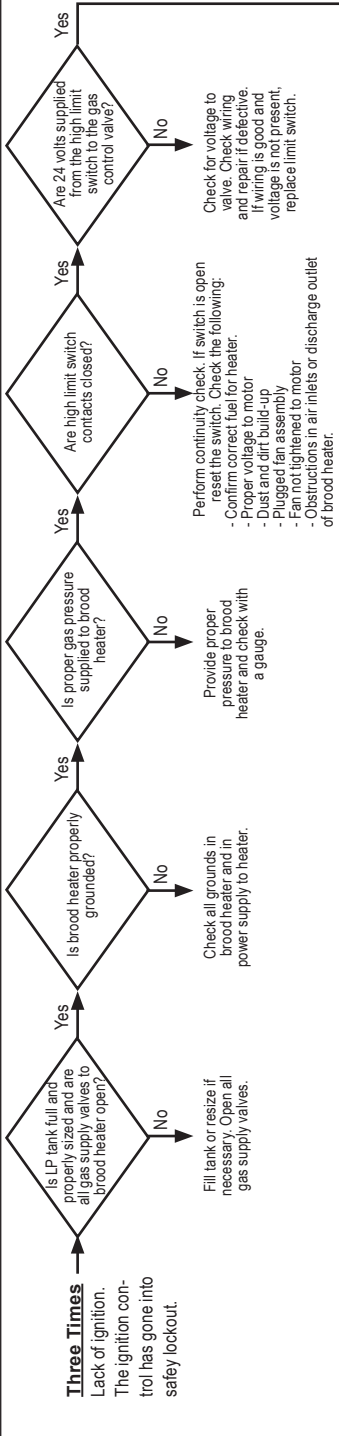 Three Times
Lack of ignition.
The ignition con-
trol has gone into
safey lockout.
Is LP tank full and
properly sized and are
all gas supply valves to
brood heater open?
Yes
No
Fill tank or resize if
necessary. Open all
gas supply valves.
Is brood heater properly
grounded?
Yes
No
Check all grounds in
brood heater and in
power supply to heater.
Is proper gas pressure
supplied to brood
heater?
Yes
No
Provide proper
pressure to brood
heater and check with
a gauge.
Are high limit switch
contacts closed?
Yes
No
Perform continuity check. If switch is open
reset the switch. Check the following:
- Confirm correct fuel for heater.
- Proper voltage to motor
- Dust and dirt build-up
- Plugged fan assembly
- Fan not tightened to motor
- Obstructions in air inlets or discharge outlet
of brood heater.
Are 24 volts supplied
from the high limit
switch to the gas
control valve?
Yes
No
Check for voltage to
valve. Check wiring
and repair if defective.
If wiring is good and
voltage is not present,
replace limit switch.